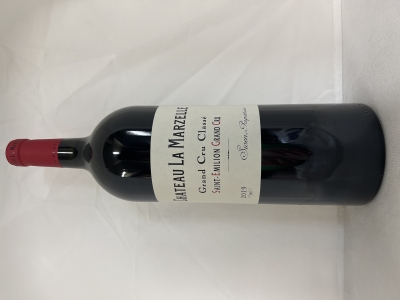 CHATEAU LA MARZELLE
Grand Cru Classé
SAINT-EMILION GRAND CRU
2019